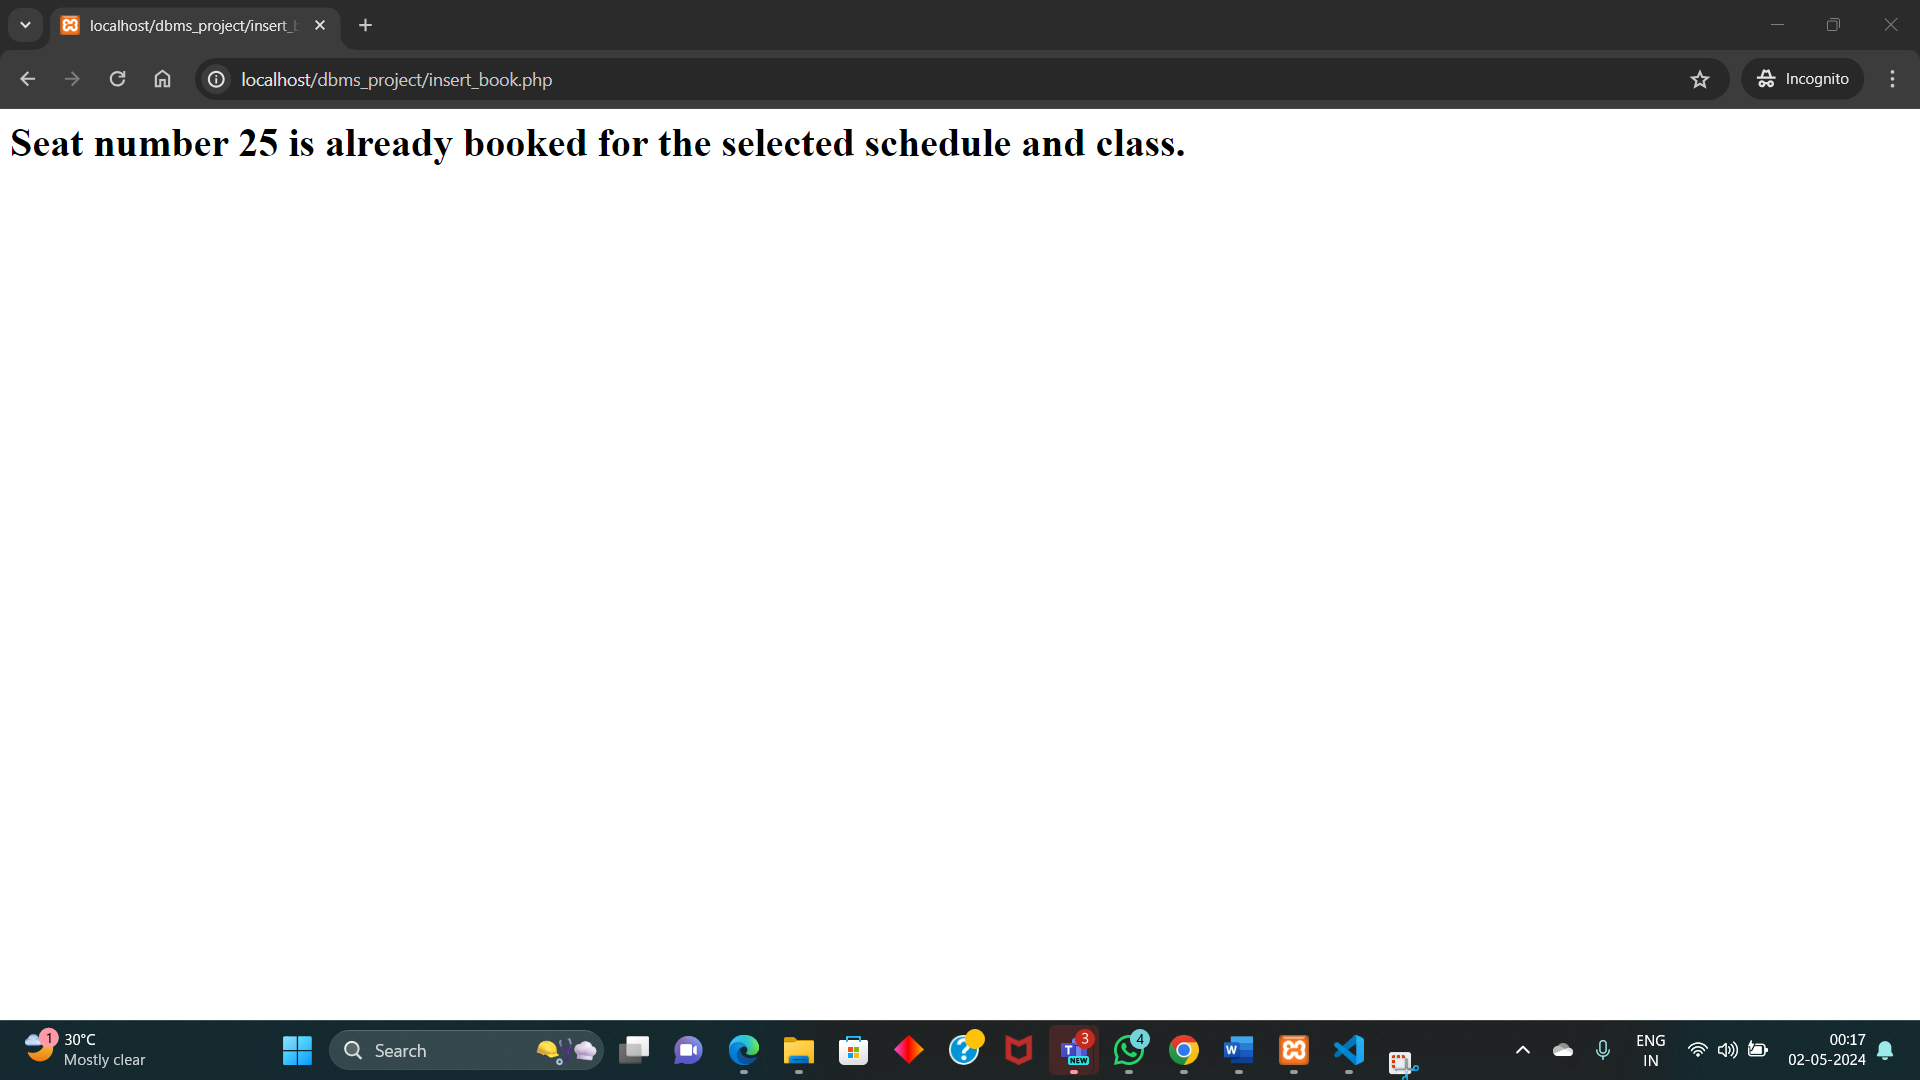 localhost/dbms_project/insert_b
localhost/dbms_project/insert_book.php
Incognito
Seat number 25 is already booked for the selected schedule and class.
1
30°C
Mostly clear
Search
T
NEW
3
4
W
ENG
IN
00:17
02-05-2024